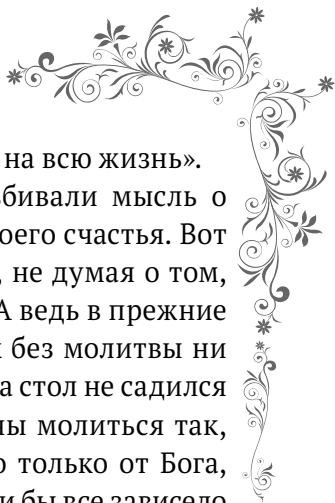 на всю жизнь».
бивали мысль о
оего счастья. Вот
, не думая о том,
А ведь в прежние
без молитвы ни
а стол не садился
ны молиться так,
о только от Бога,
и бы все зависело